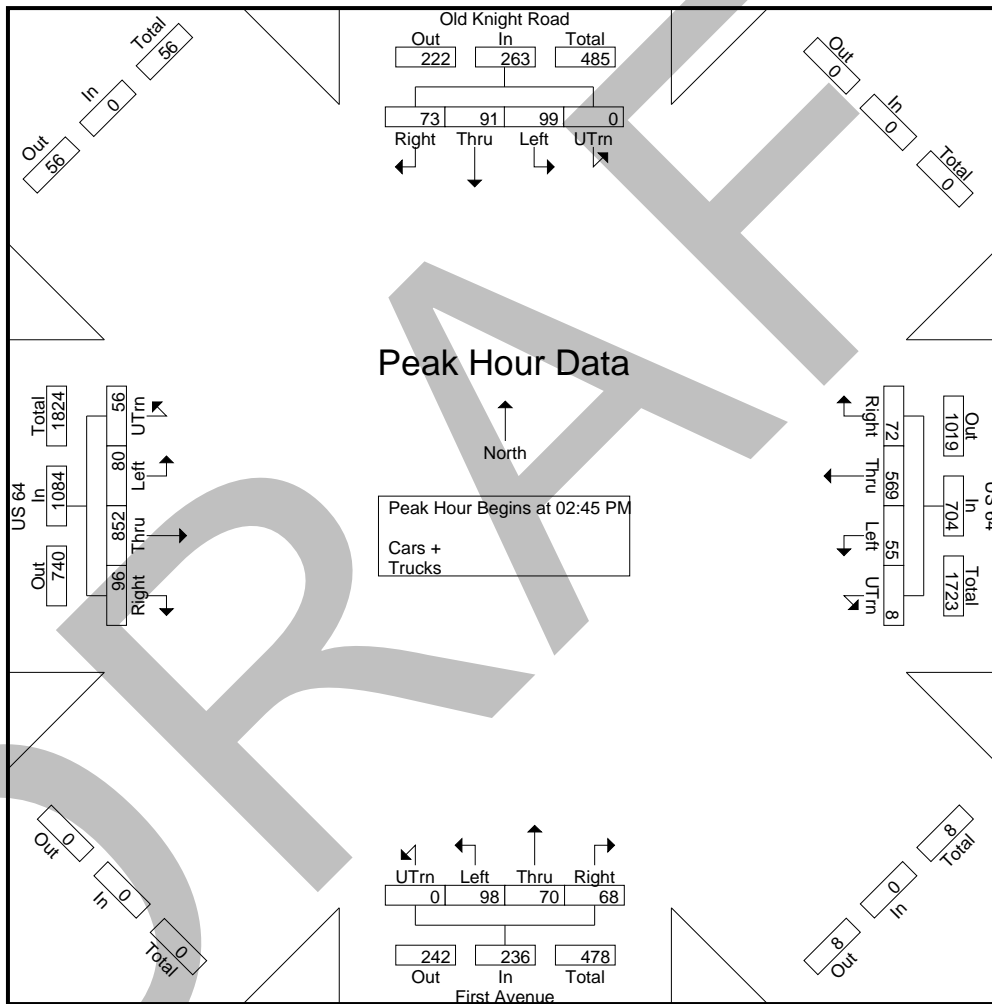 Old Knight Road
Out In Total
222 263 485
73 91 99 0
Right Thru Left UTrn
Total
56
In
0
Out
56
Out
0
In
0
Total
0
Peak Hour Data
North
Peak Hour Begins at 02:45 PM
Cars +
Trucks
US 64
Total In Out
1824 1084 740
56 80 852 96
UTrn Left Thru Right
Right Thru Left UTrn
72 569 55 8
Out In Total
1019 704 1723
US 64
Out
0
In
0
Total
0
8
Total
0
In
8
Out
UTrn Left Thru Right
0 98 70 68
242 236 478
Out In Total
First Avenue
DRAF